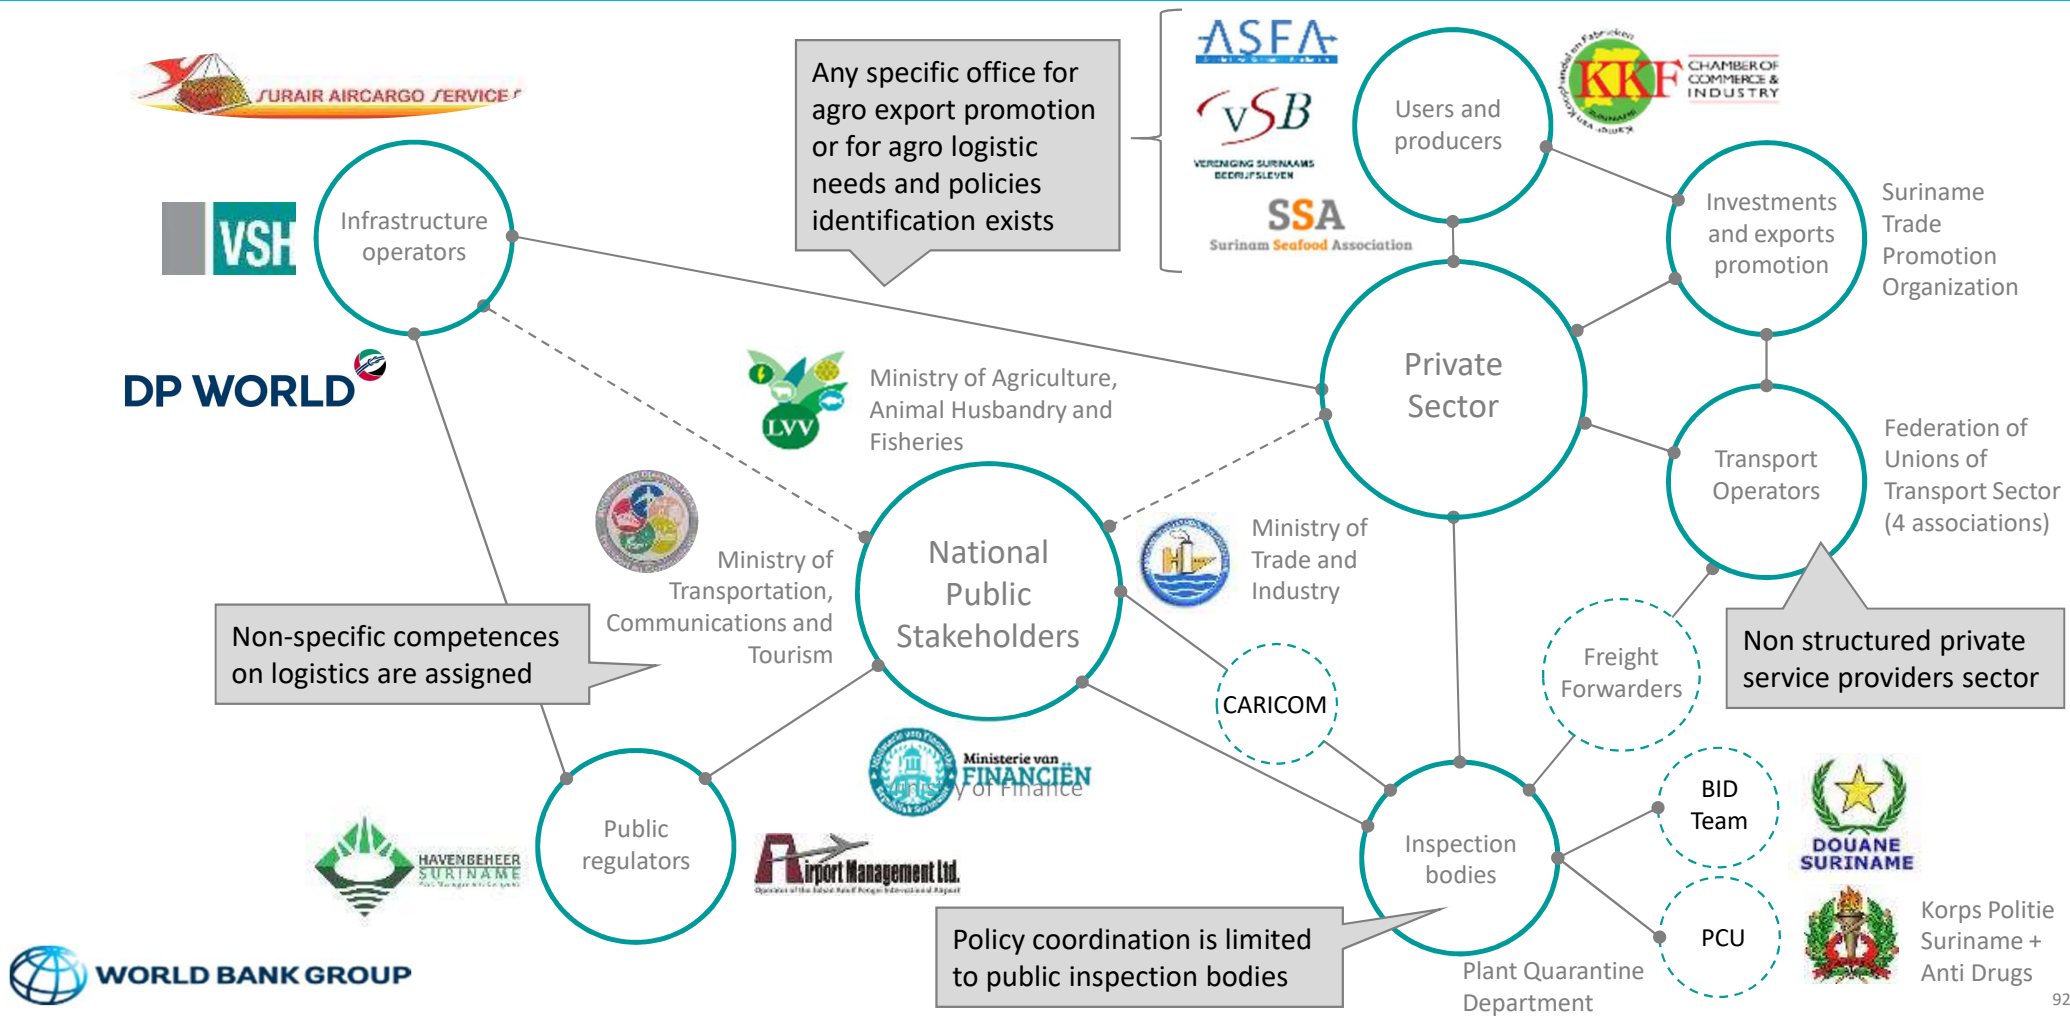 SURAIR AIRCARGO SERVICE
Infrastructure
operators
VSH
DP WORLD
Any specific office for
agro export promotion
or for agro logistic
needs and policies
identification exists
ASFA
VSB
VERENIGING SURINAAMS
BEDRIJFSLEVEN
SSA
Surinam Seafood Association
Users and
producers
KKF
CHAMBER OF
COMMERCE &
INDUSTRY
Investments
and exports
promotion
Suriname
Trade
Promotion
Organization
Private
Sector
Transport
Operators
Federation of
Unions of
Transport Sector
(4 associations)
LVV
Ministry of Agriculture,
Animal Husbandry and
Fisheries
Ministry of
Transportation,
Communications and
Tourism
National
Public
Stakeholders
Ministry of
Trade and
Industry
Non-specific competences
on logistics are assigned
CARICOM
Freight
Forwarders
Non structured private
service providers sector
Ministerie van
FINANCIËN
Ministry of Finance
Public
regulators
HAVENBEHEER
SURINAME
Airport Management Ltd.
Inspection
bodies
BID
Team
PCU
DOUANE
SURINAME
Korps Politie
Suriname +
Anti Drugs
Policy coordination is limited
to public inspection bodies
Plant Quarantine
Department
WORLD BANK GROUP
92